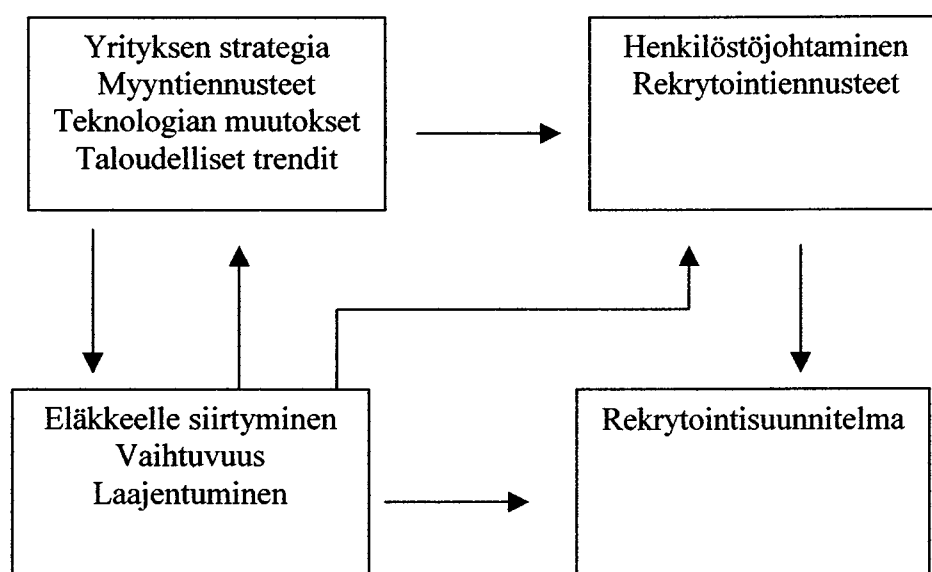 Yrityksen strategia
Myyntiennusteet
Teknologian muutokset
Taloudelliset trendit
Henkilöstöjohtaminen
Rekrytointiennusteet
Eläkkeelle siirtyminen
Vaihtuvuus
Laajentuminen
Rekrytointisuunnitelma